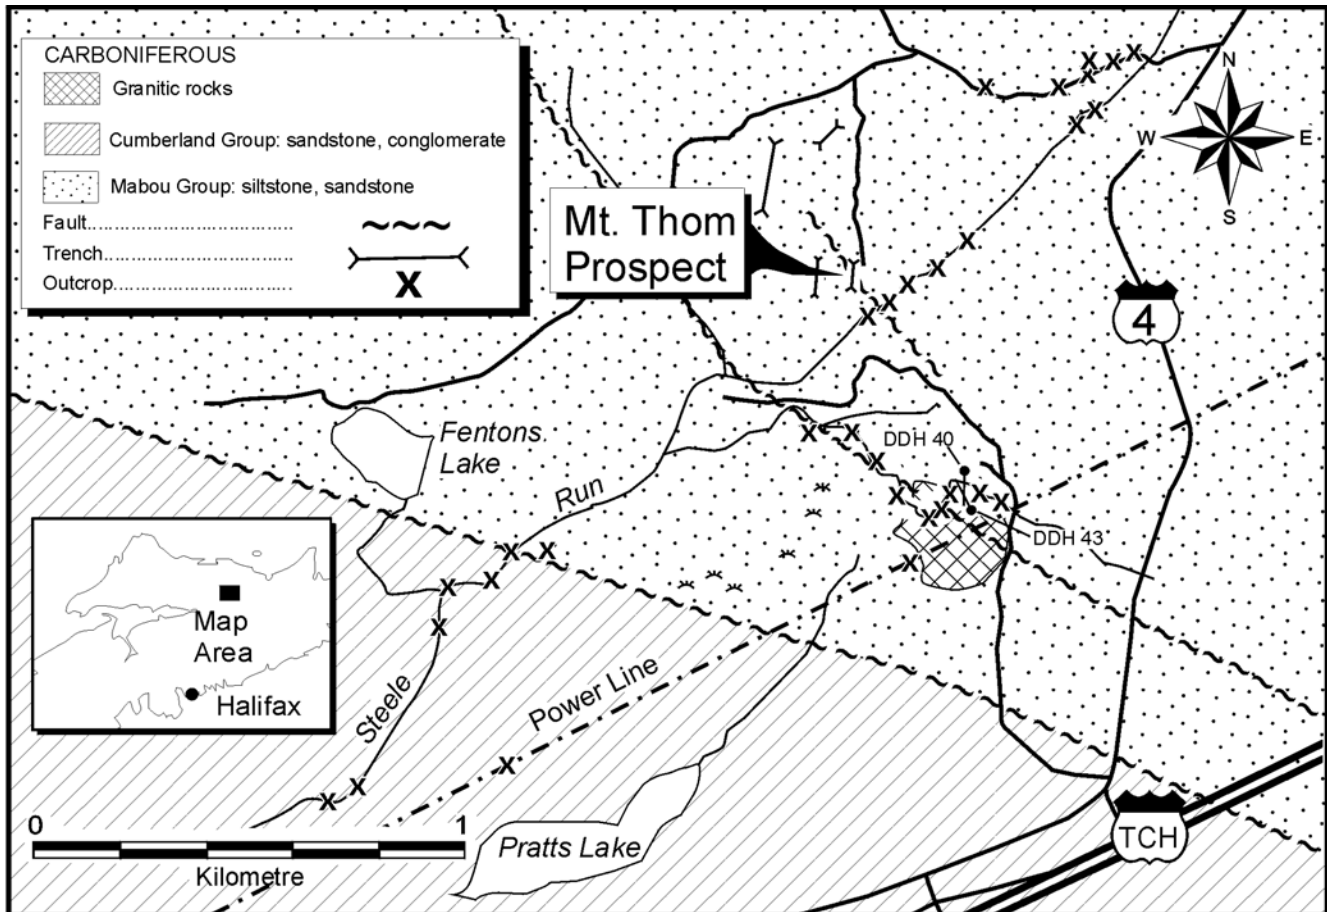 CARBONIFEROUS
Granitic rocks
Cumberland Group: sandstone, conglomerate
Mabou Group: siltstone, sandstone
Fault
Trench
Outcrop
X
Mt. Thom
Prospect
N
W E
S
4
Fentons.
Lake
Run
DDH 40
DDH 43
Map
Area
Halifax
Steele
Power Line
Pratts Lake
TCH
0 1
Kilometre